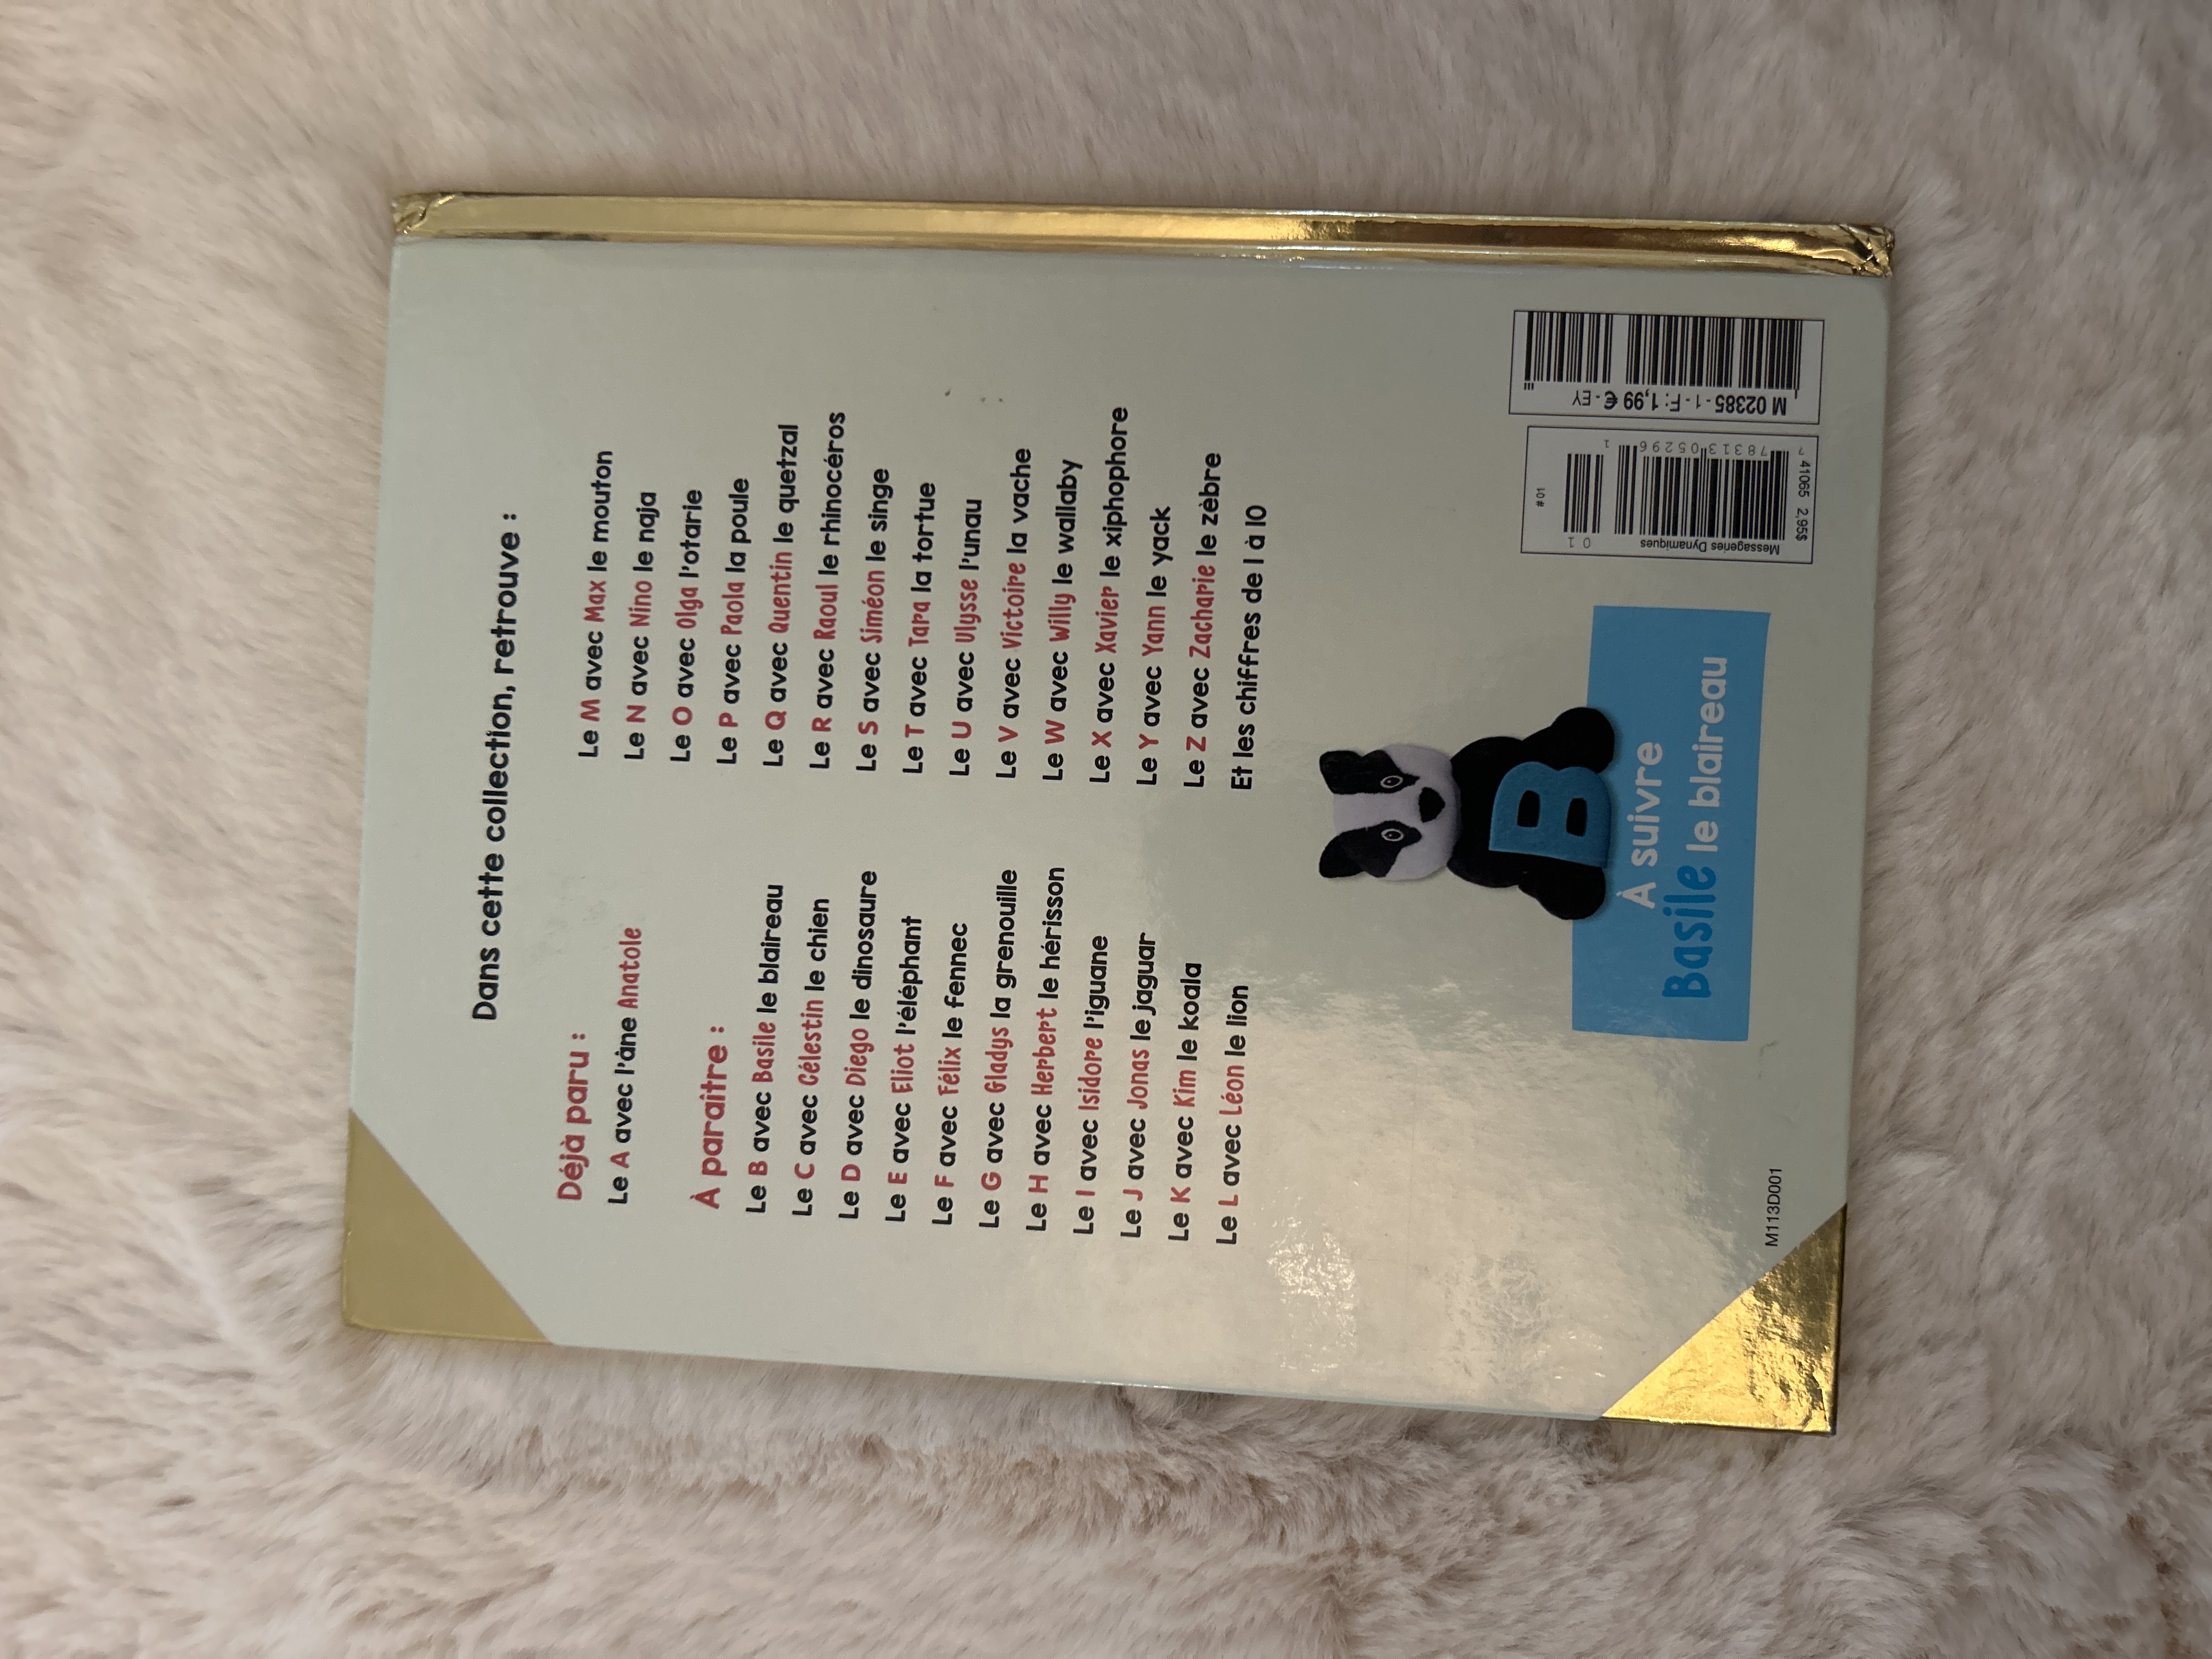 Dans cette collection, retrouve :
Déjà paru :
Le A avec l'âne Anatole
À paraitre :
Le B avec Basile le blaireau
Le C avec Célestin le chien
Le D avec Diego le dinosaure
Le E avec Eliot l'éléphant
Le F avec Félix le fennec
Le G avec Gladys la grenouille
Le H avec Herbert le hérisson
Le I avec Isidore l'iguane
Le J avec Jonas le jaguar
Le K avec Kim le koala
Le L avec Léon le lion
Le M avec Max le mouton
Le N avec Nino le naja
Le O avec Olga l'otarie
Le P avec Paola la poule
Le Q avec Quentin le quetzal
Le R avec Raoul le rhinocéros
Le S avec Siméon le singe
Le T avec Tara la tortue
Le U avec Ulysse l'unau
Le V avec Victoire la vache
Le W avec Willy le wallaby
Le X avec Xavier le xiphophore
Le Y avec Yann le yack
Le Z avec Zacharie le zèbre
Et les chiffres de 1 à 10
B
À suivre
Basile le blaireau
M113D001
Messageries Dynamiques
41065 2,95$
7 78313 05296 1
01
10#
M 02385 - 1 - F: 1,99 € - EY